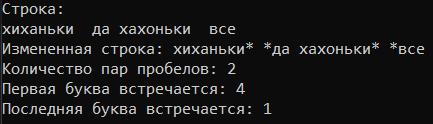 Строка:
хиханьки  да хахоньки  все
Измененная строка: хиханьки* *да хахоньки* *все
Количество пар пробелов: 2
Первая буква встречается: 4
Последняя буква встречается: 1